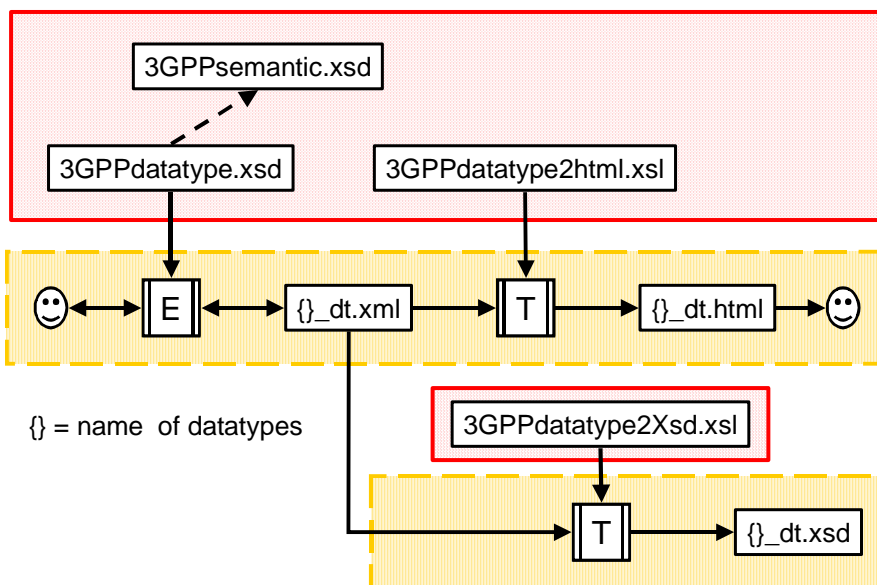 3GPPsemantic.xsd
3GPPdatatype.xsd
3GPPdatatype2html.xsl
E
{}_dt.xml
T
{}_dt.html
{} = name of datatypes
3GPPdatatype2Xsd.xsl
T
{}_dt.xsd